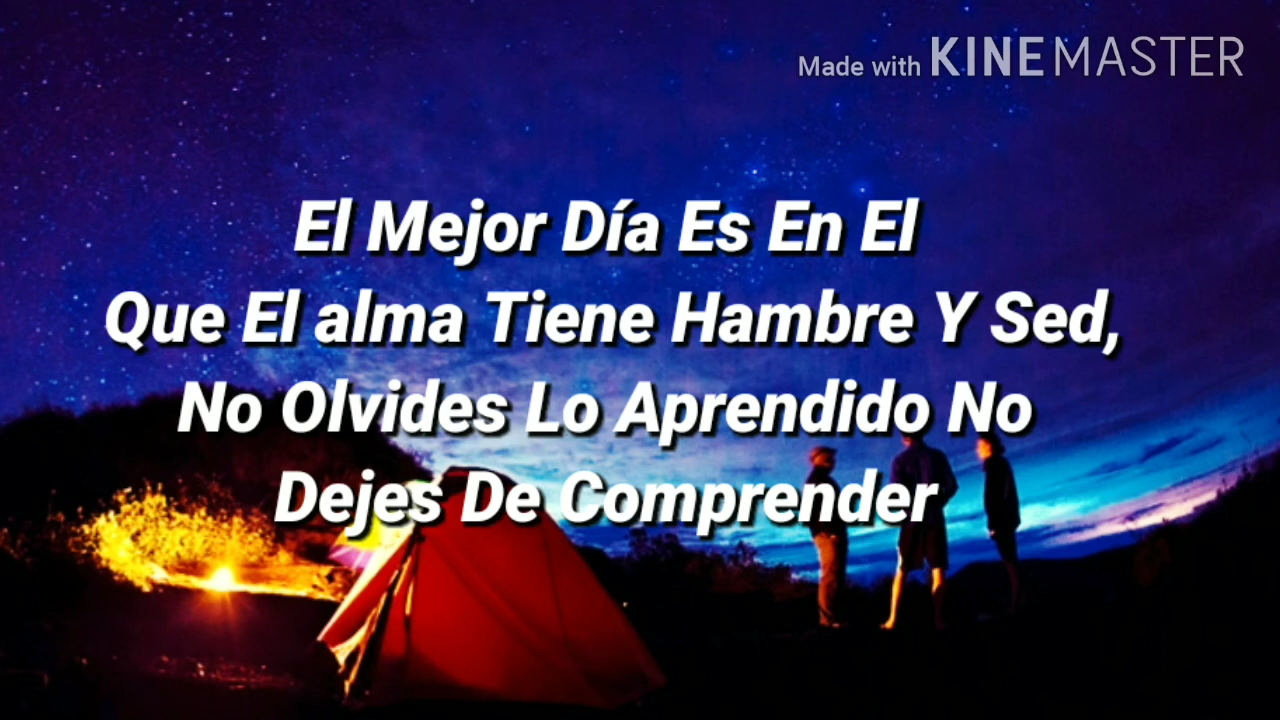 Made with KINEMASTER
El Mejor Día Es En El
Que El alma Tiene Hambre Y Sed,
No Olvides Lo Aprendido No
Dejes De Comprender